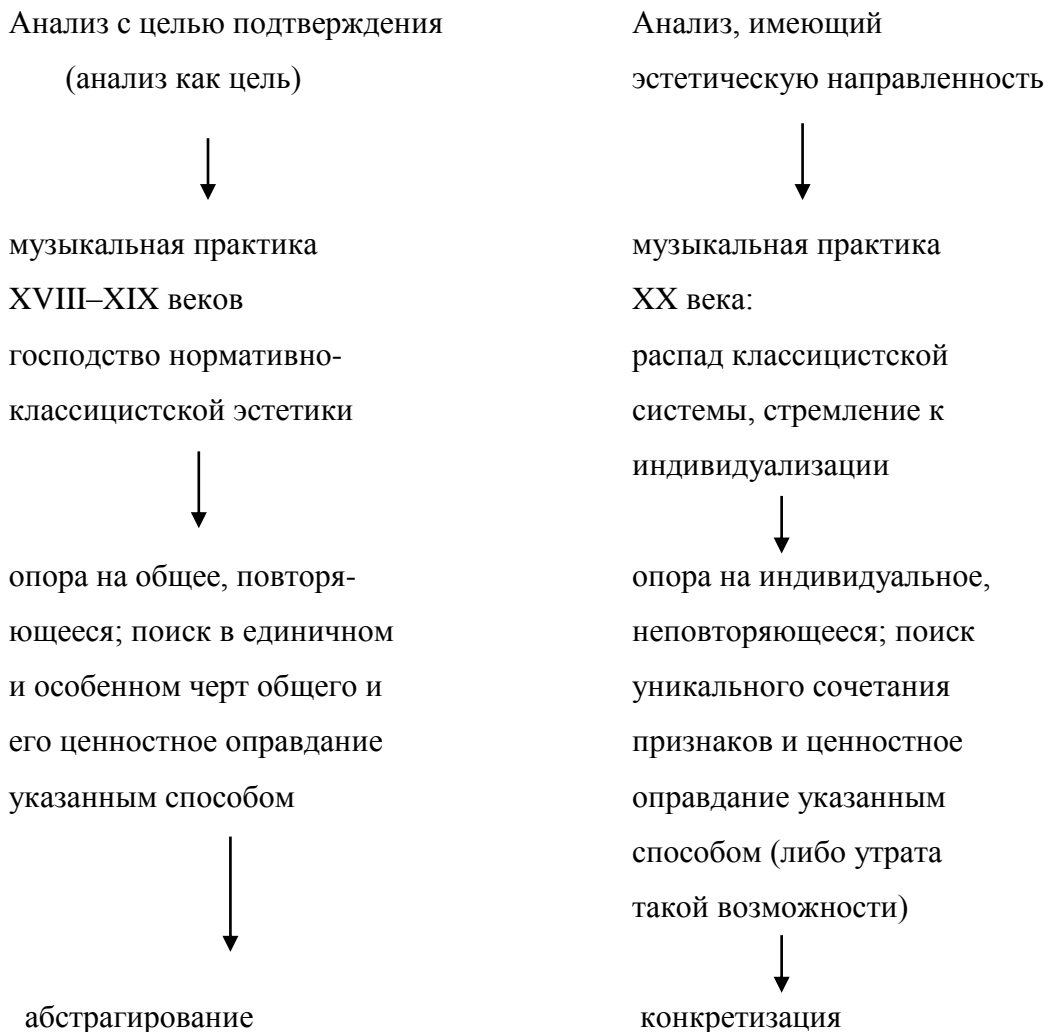 Анализ с целью подтверждения
(анализ как цель)
музыкальная практика
XVIII–XIX веков
господство нормативно-
классицистской эстетики
опора на общее, повторя-
ющееся; поиск в единичном
и особенном черт общего и
его ценностное оправдание
указанным способом
абстрагирование
Анализ, имеющий
эстетическую направленность
музыкальная практика
XX века:
распад классицистской
системы, стремление к
индивидуализации
опора на индивидуальное,
неповторяющееся; поиск
уникального сочетания
признаков и ценностное
оправдание указанным
способом (либо утрата
такой возможности)
конкретизация